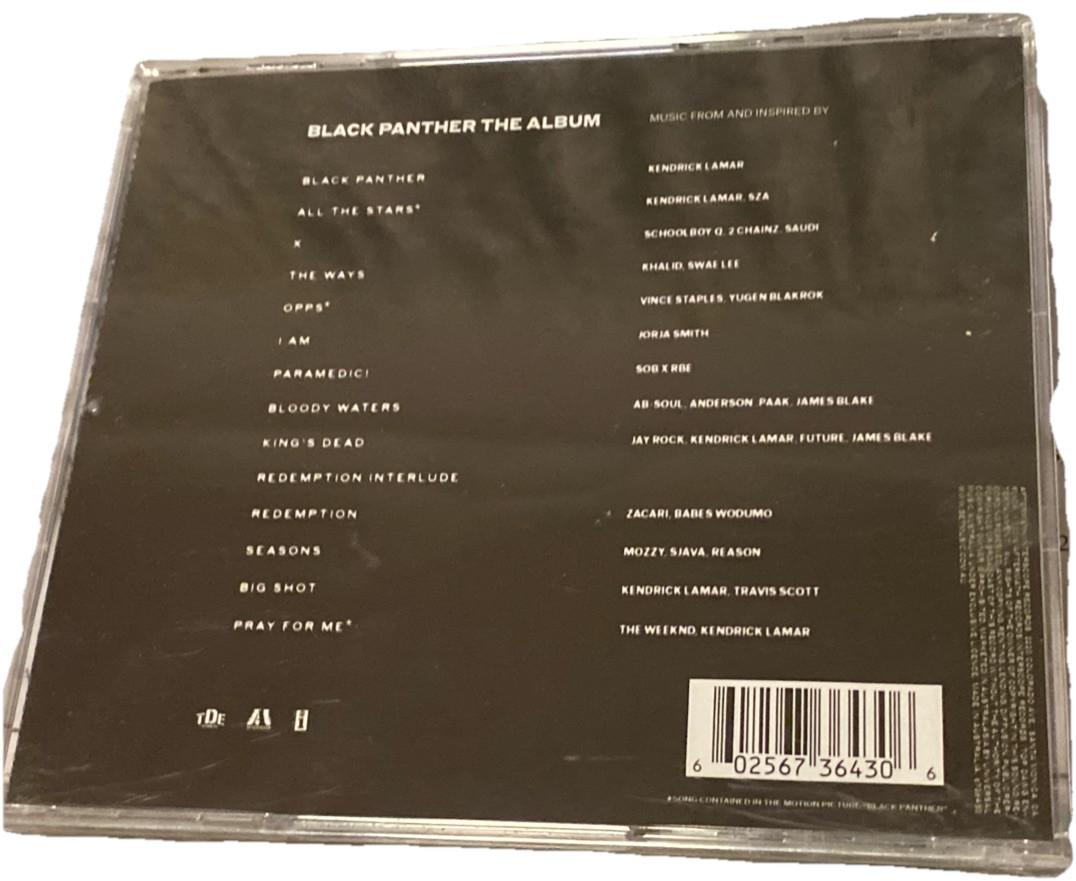 BLACK PANTHER THE ALBUM MUSIC FROM AND INSPIRED BY
BLACK PANTHER KENDRICK LAMAR
ALL THE STARS* KENDRICK LAMAR, SZA
X SCHOOLBOY Q, 2 CHAINZ, SAUDI
THE WAYS KHALID, SWAE LEE
OPPS* VINCE STAPLES, YUGEN BLAKROK
I AM JORJA SMITH
PARAMEDIC! SOB X RBE
BLOODY WATERS AB-SOUL, ANDERSON .PAAK, JAMES BLAKE
KING'S DEAD JAY ROCK, KENDRICK LAMAR, FUTURE, JAMES BLAKE
REDEMPTION INTERLUDE
REDEMPTION ZACARI, BABES WODUMO
SEASONS MOZZY, SJAVA, REASON
BIG SHOT KENDRICK LAMAR, TRAVIS SCOTT
PRAY FOR ME* THE WEEKND, KENDRICK LAMAR
TDE
6 02567 36430 6
*SONG CONTAINED IN THE MOTION PICTURE "BLACK PANTHER"